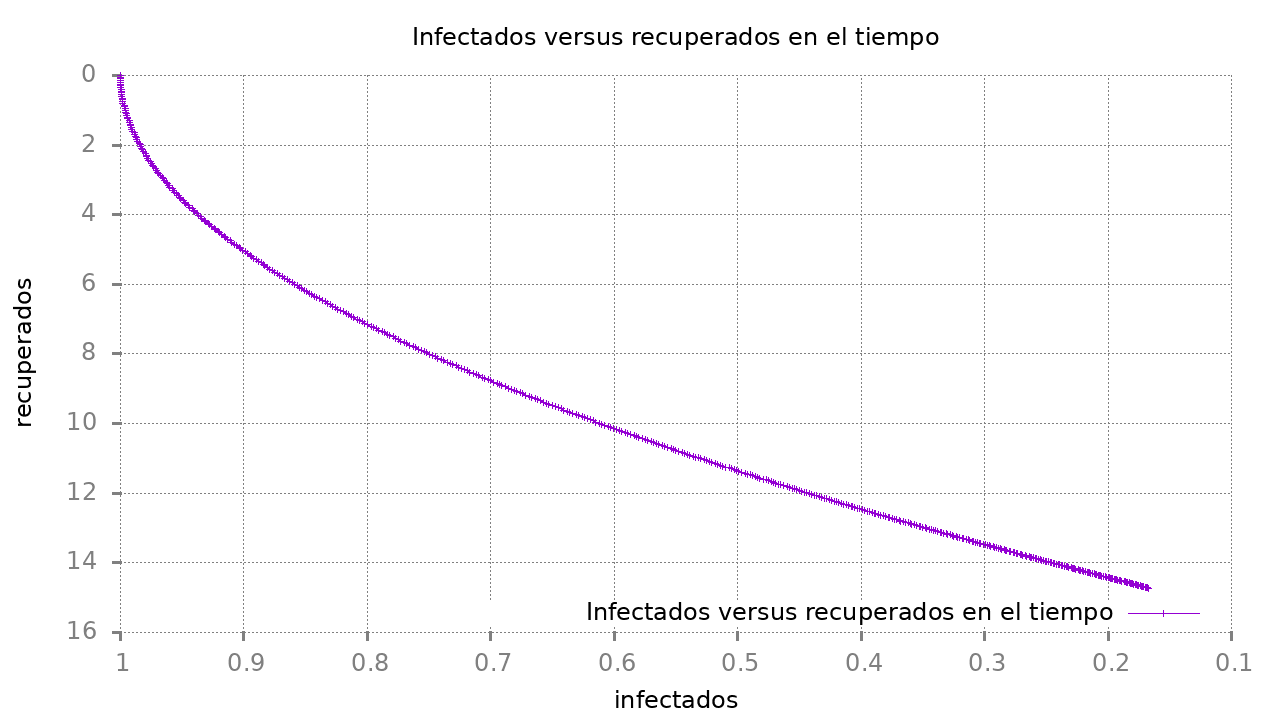 Infectados versus recuperados en el tiempo
0
2
4
6
8
10
12
14
16
recuperados
Infectados versus recuperados en el tiempo
1 0.9 0.8 0.7 0.6 0.5 0.4 0.3 0.2 0.1
infectados